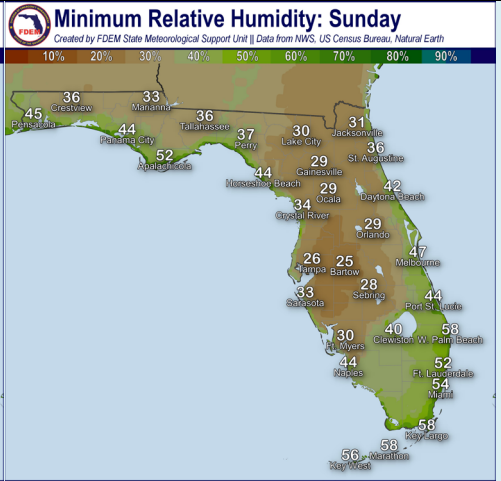 Minimum Relative Humidity: Sunday
Created by FDEM State Meteorological Support Unit || Data from NWS, US Census Bureau, Natural Earth
FDEM
10% 20% 30% 40% 50% 60% 70% 80% 90%
45
Pensacola
36
Crestview
33
Marianna
44
Panama City
52
Apalachicola
36
Tallahassee
37
Perry
30
Lake City
31
Jacksonville
36
St. Augustine
29
Gainesville
44
Horseshoe Beach
29
Ocala
42
Daytona Beach
34
Crystal River
29
Orlando
26
Tampa
25
Bartow
47
Melbourne
28
Sebring
33
Sarasota
44
Port St. Lucie
30
Ft. Myers
40
Clewiston
58
W. Palm Beach
44
Naples
52
Ft. Lauderdale
54
Miami
58
Key Largo
58
Marathon
56
Key West